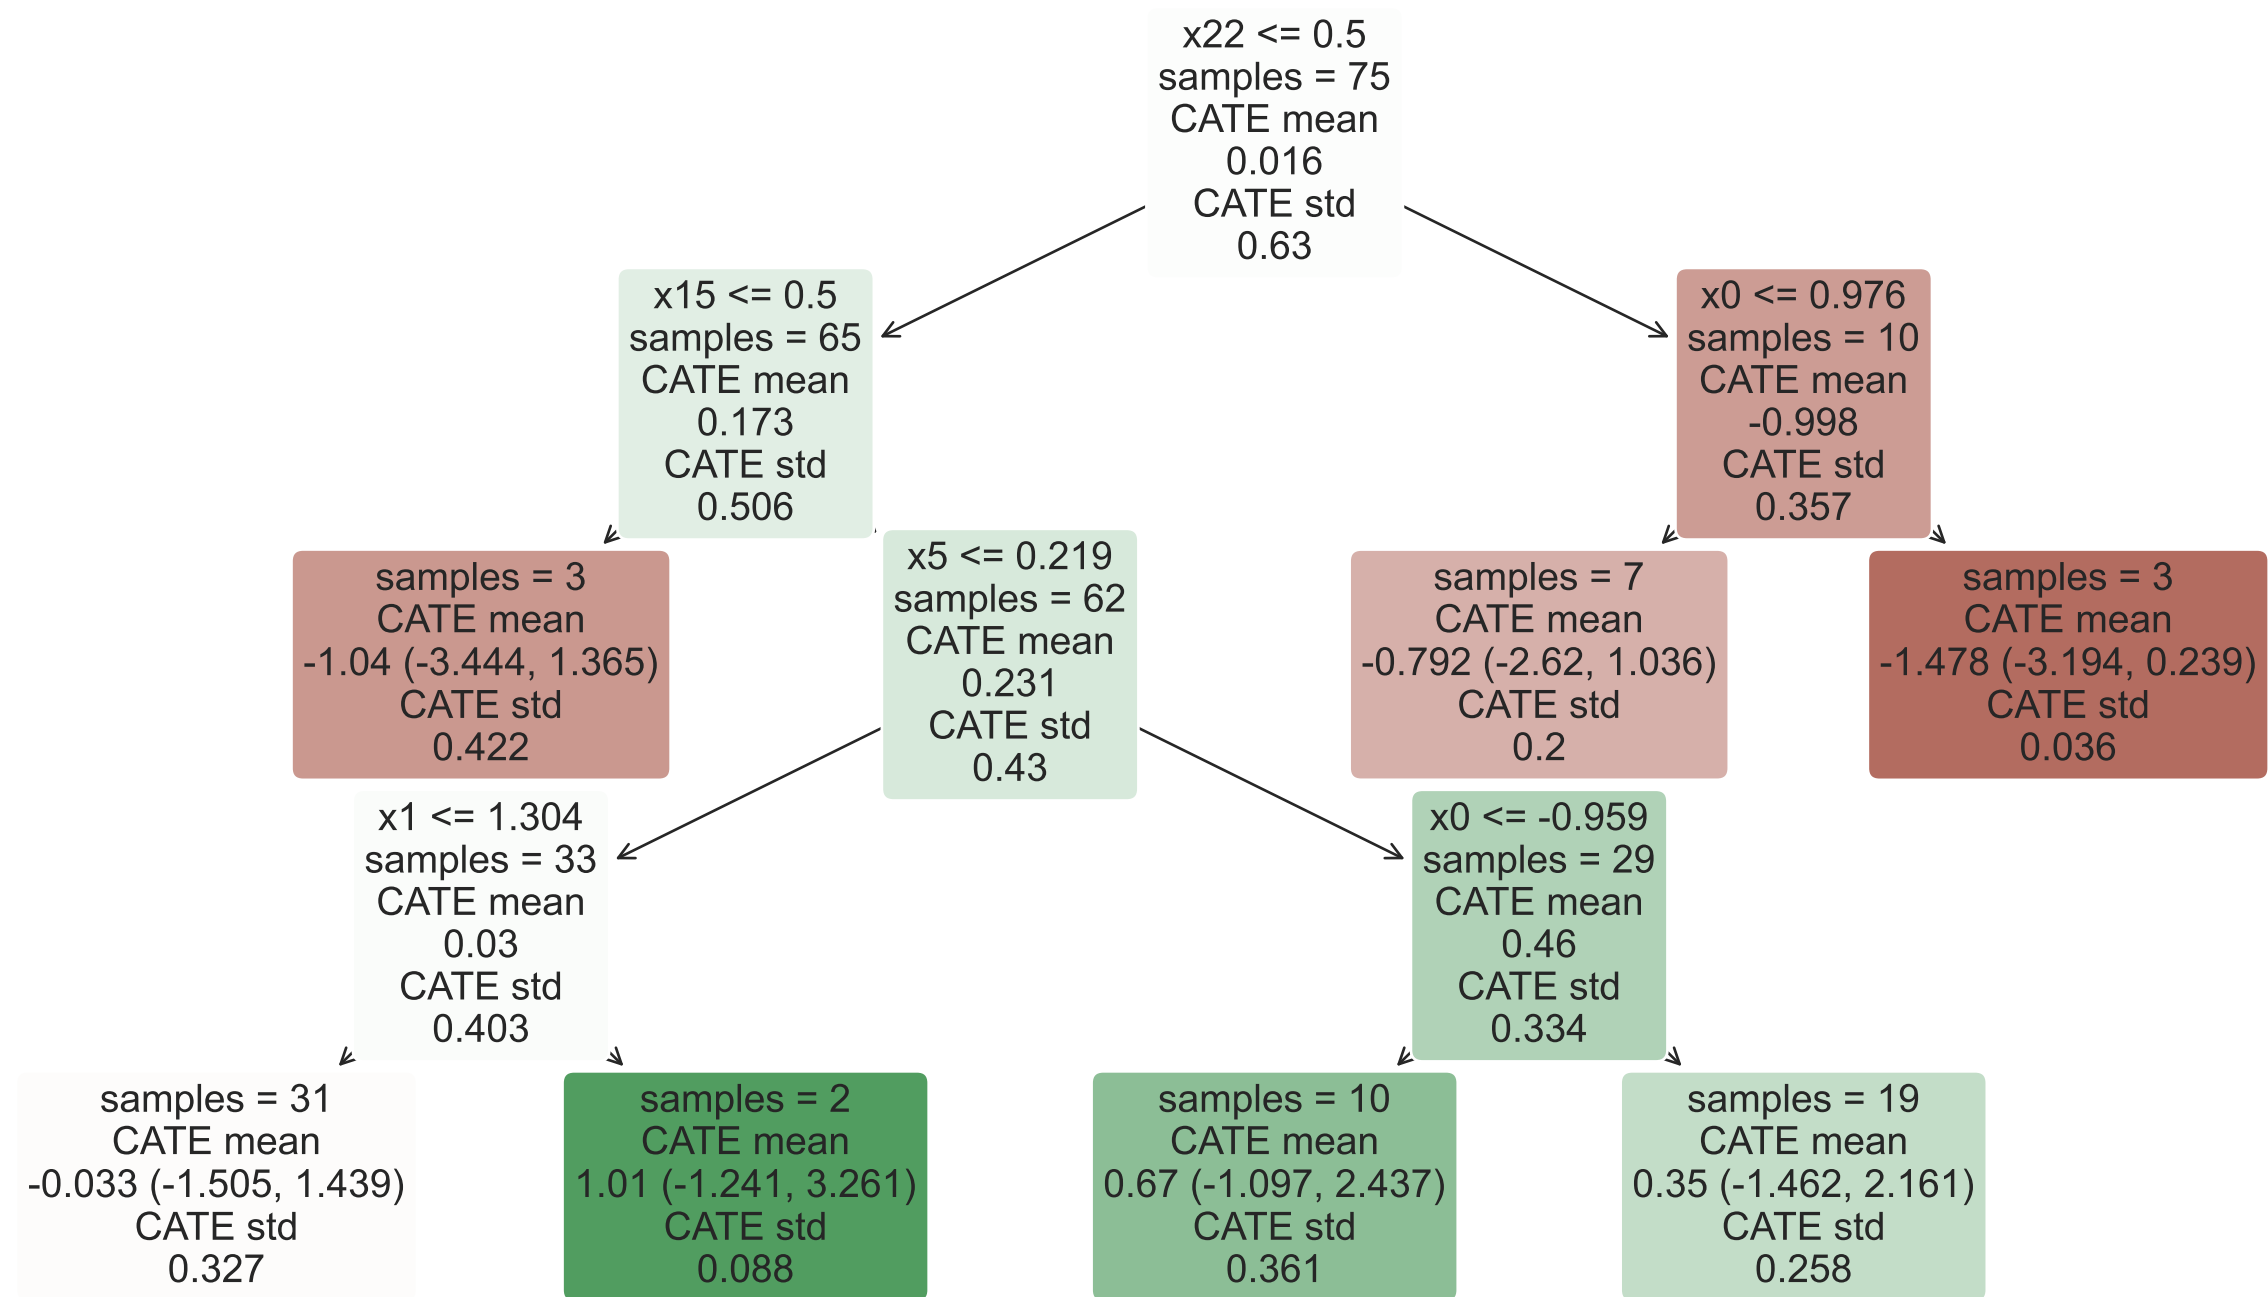 x22 <= 0.5
samples = 75
CATE mean
0.016
CATE std
0.63
x15 <= 0.5
samples = 65
CATE mean
0.173
CATE std
0.506
x0 <= 0.976
samples = 10
CATE mean
-0.998
CATE std
0.357
samples = 3
CATE mean
-1.04 (-3.444, 1.365)
CATE std
0.422
x5 <= 0.219
samples = 62
CATE mean
0.231
CATE std
0.43
samples = 7
CATE mean
-0.792 (-2.62, 1.036)
CATE std
0.2
samples = 3
CATE mean
-1.478 (-3.194, 0.239)
CATE std
0.036
x1 <= 1.304
samples = 33
CATE mean
0.03
CATE std
0.403
x0 <= -0.959
samples = 29
CATE mean
0.46
CATE std
0.334
samples = 31
CATE mean
-0.033 (-1.505, 1.439)
CATE std
0.327
samples = 2
CATE mean
1.01 (-1.241, 3.261)
CATE std
0.088
samples = 10
CATE mean
0.67 (-1.097, 2.437)
CATE std
0.361
samples = 19
CATE mean
0.35 (-1.462, 2.161)
CATE std
0.258